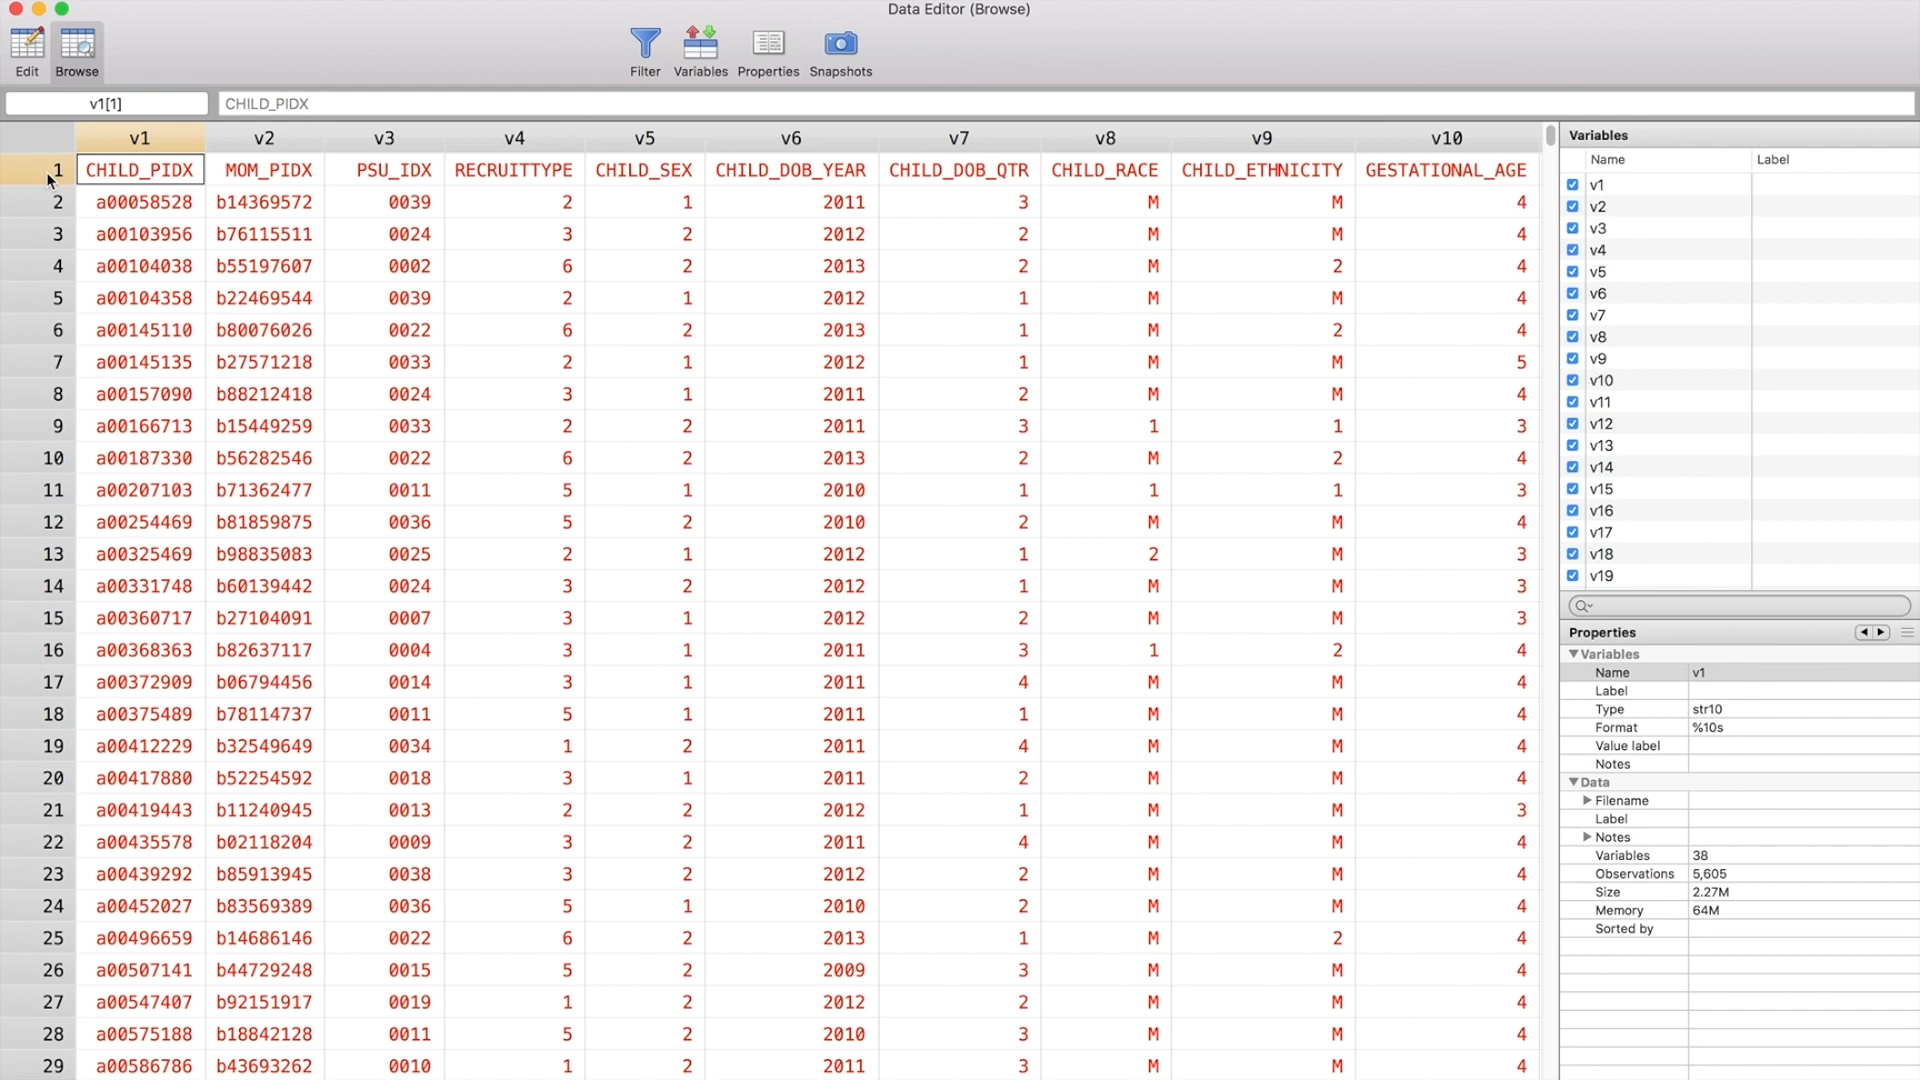 Data Editor (Browse)
Edit Browse Filter Variables Properties Snapshots
v1[1] CHILD_PIDX
v1 v2 v3 v4 v5 v6 v7 v8 v9 v10
1 CHILD_PIDX MOM_PIDX PSU_IDX RECRUITTYPE CHILD_SEX CHILD_DOB_YEAR CHILD_DOB_QTR CHILD_RACE CHILD_ETHNICITY GESTATIONAL_AGE
2 a00058528 b14369572 0039 2 1 2011 3 M M 4
3 a00103956 b76115511 0024 3 2 2012 2 M M 4
4 a00104038 b55197607 0002 6 2 2013 2 M 2 4
5 a00104358 b22469544 0039 2 1 2012 1 M M 4
6 a00145110 b80076026 0022 6 2 2013 1 M 2 4
7 a00145135 b27571218 0033 2 1 2012 1 M M 5
8 a00157090 b88212418 0024 3 1 2011 2 M M 4
9 a00166713 b15449259 0033 2 2 2011 3 1 1 3
10 a00187330 b56282546 0022 6 2 2013 2 M 2 4
11 a00207103 b71362477 0011 5 1 2010 1 1 1 3
12 a00254469 b81859875 0036 5 2 2010 2 M M 4
13 a00325469 b98835083 0025 2 1 2012 1 2 M 3
14 a00331748 b60139442 0024 3 2 2012 1 M M 3
15 a00360717 b27104091 0007 3 1 2012 2 M M 3
16 a00368363 b82637117 0004 3 1 2011 3 1 2 4
17 a00372909 b06794456 0014 3 1 2011 4 M M 4
18 a00375489 b78114737 0011 5 1 2011 1 M M 4
19 a00412229 b32549649 0034 1 2 2011 4 M M 4
20 a00417880 b52254592 0018 3 1 2011 2 M M 4
21 a00419443 b11240945 0013 2 2 2012 1 M M 3
22 a00435578 b02118204 0009 3 2 2011 4 M M 4
23 a00439292 b85913945 0038 3 2 2012 2 M M 4
24 a00452027 b83569389 0036 5 1 2010 2 M M 4
25 a00496659 b14686146 0022 6 2 2013 1 M 2 4
26 a00507141 b44729248 0015 5 2 2009 3 M M 4
27 a00547407 b92151917 0019 1 2 2012 2 M M 4
28 a00575188 b18842128 0011 5 2 2010 3 M M 4
29 a00586786 b43693262 0010 1 2 2011 3 M M 4
Variables
Name Label
v1
v2
v3
v4
v5
v6
v7
v8
v9
v10
v11
v12
v13
v14
v15
v16
v17
v18
v19
Properties
Variables
Name v1
Label
Type str10
Format %10s
Value label
Notes
Data
Filename
Label
Notes
Variables 38
Observations 5,605
Size 2.27M
Memory 64M
Sorted by